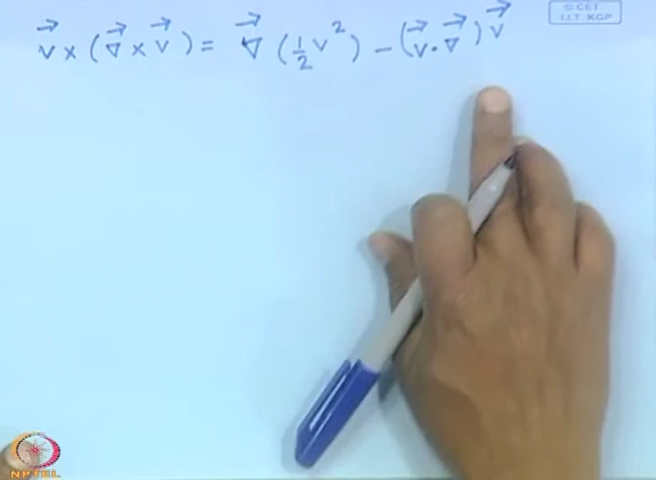 v⃗ × (∇⃗ × v⃗) = ∇⃗ (½ v²) − (v⃗ · ∇⃗) v⃗
© CET
I.I.T. KGP
NPTEL